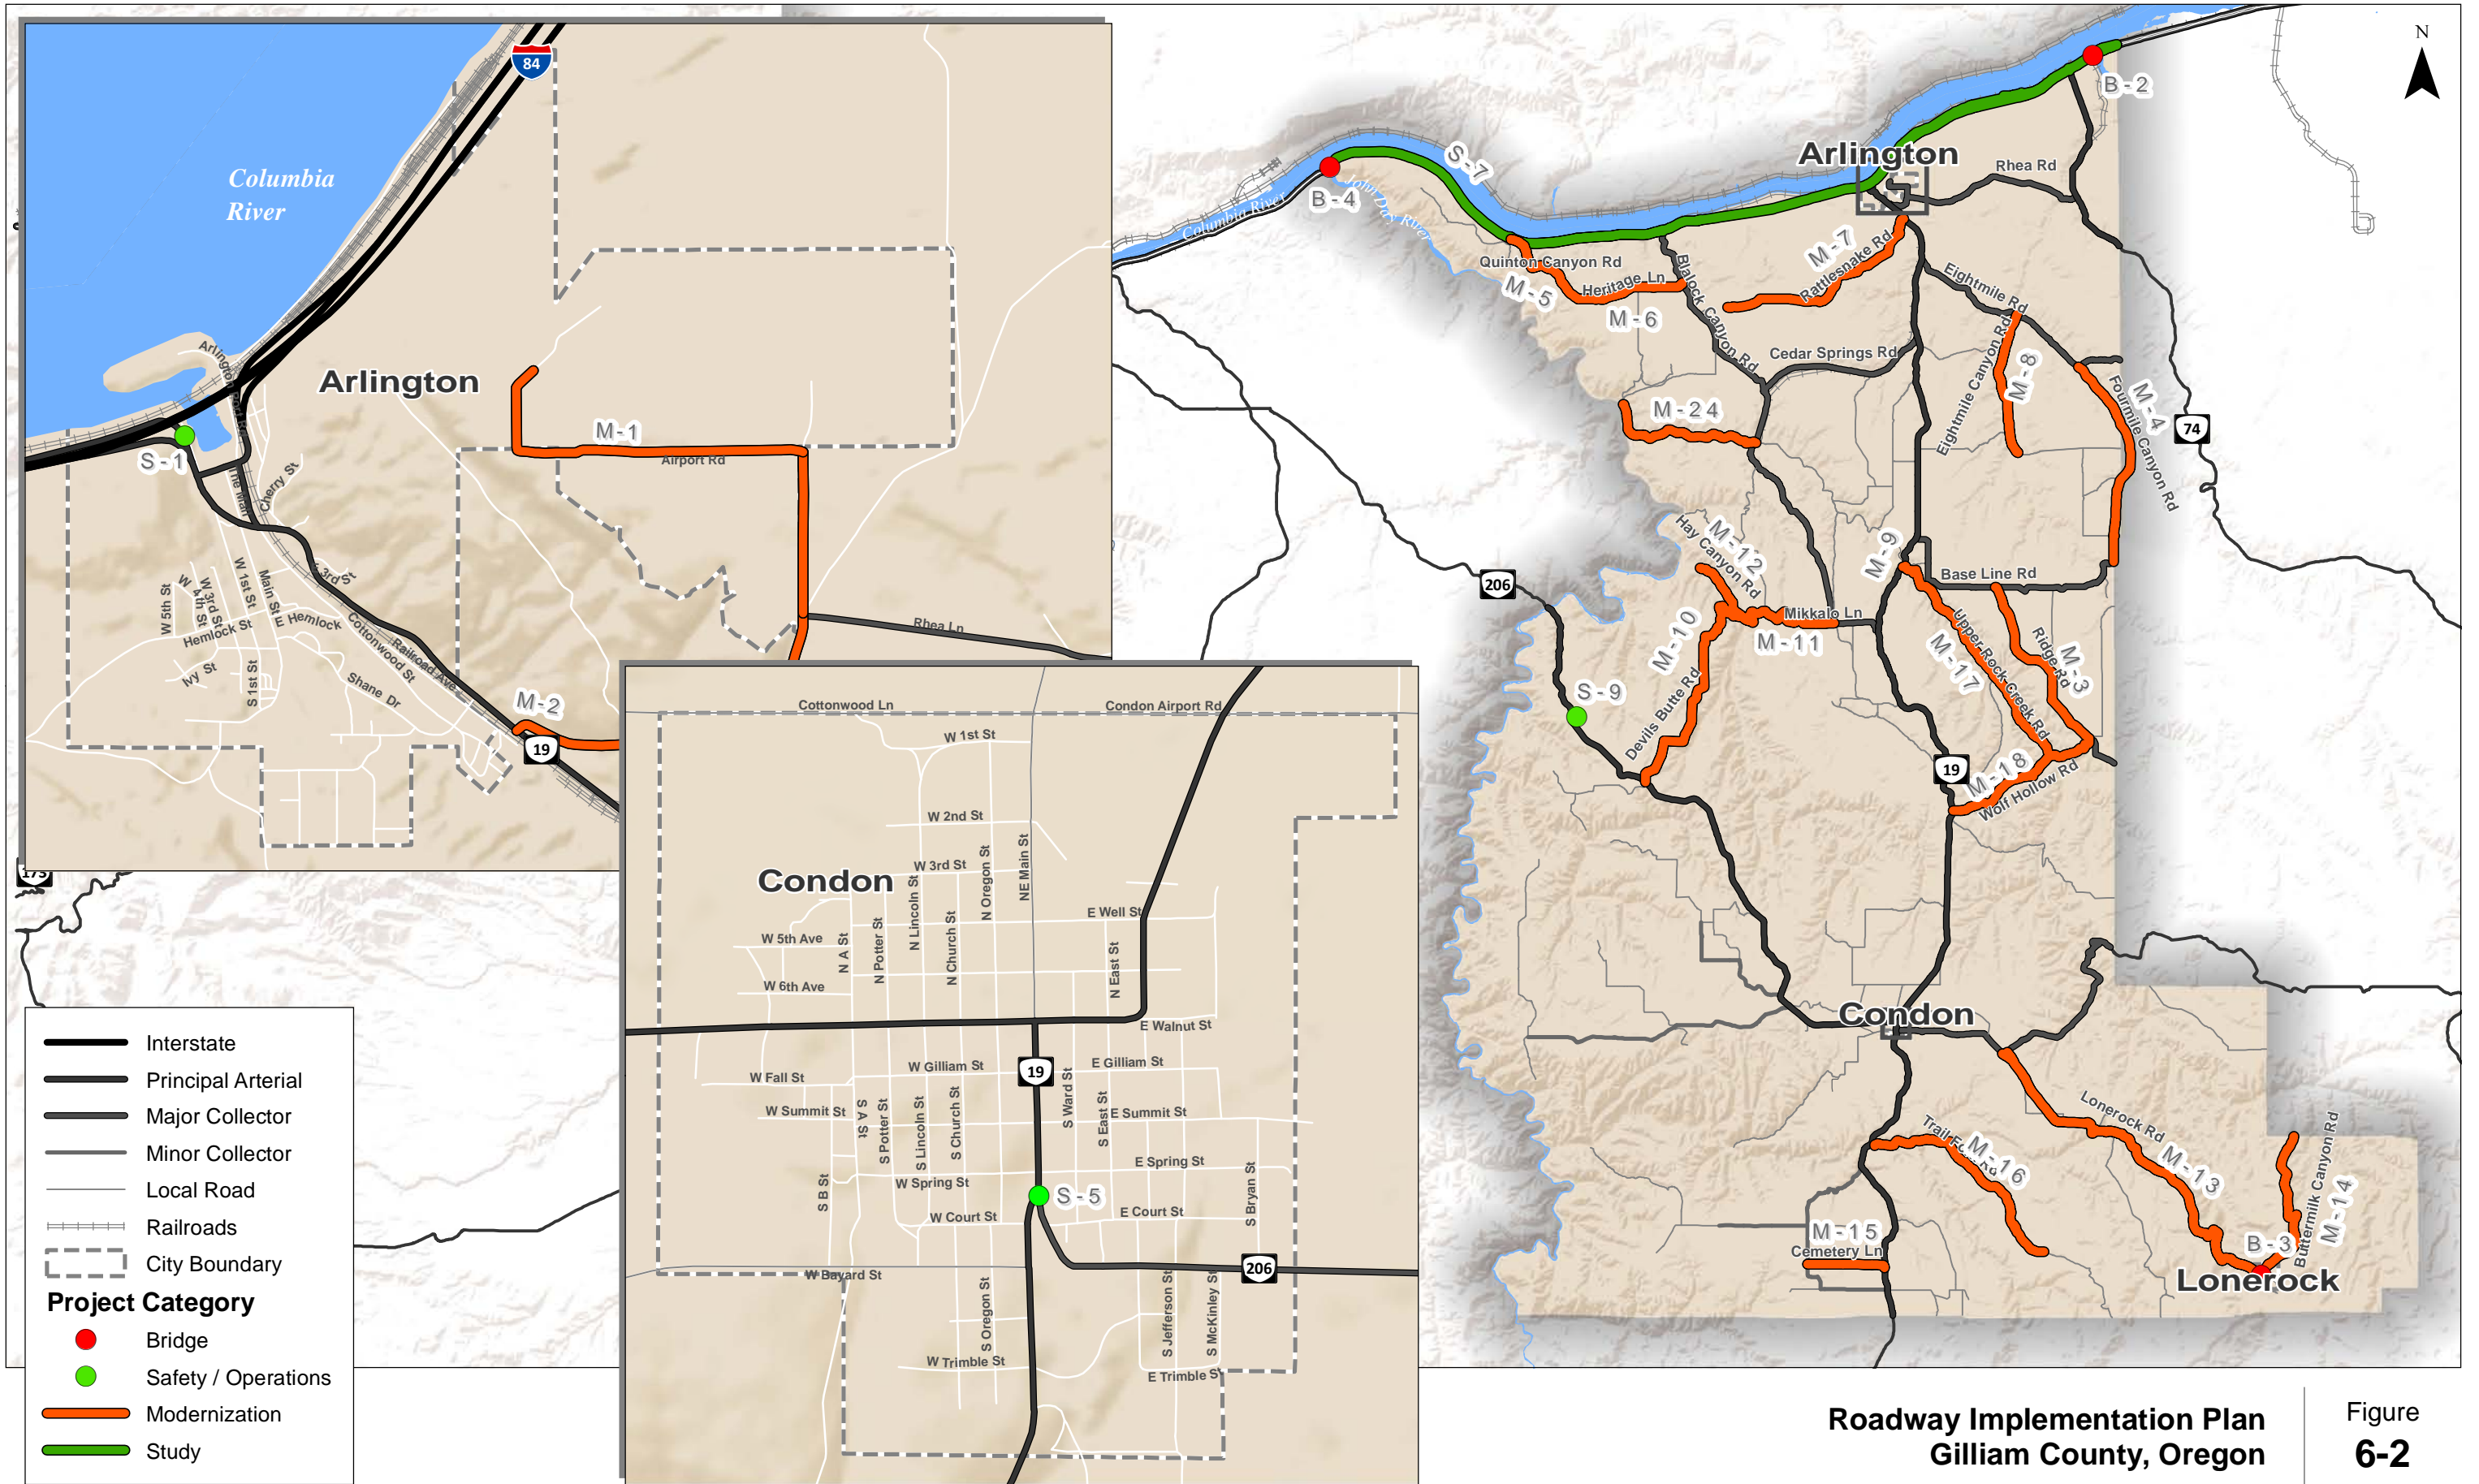 84
Columbia
River
Arlington
Cherry St
S-1
M-1
Airport Rd
E 3rd St
W 5th St
W 4th St
W 3rd St
W 1st St
Main St
E Hemlock
Hemlock St
Ivy St
S 1st St
Cottonwood St
Railroad Ave
Shane Dr
M-2
19
Rhea Ln
Cottonwood Ln
Condon Airport Rd
W 1st St
W 2nd St
W 3rd St
Condon
N Lincoln St
N Oregon St
NE Main St
N Church St
N Potter St
N A St
E Well St
W 5th Ave
W 6th Ave
N East St
E Walnut St
W Gilliam St
19
E Gilliam St
W Fall St
W Summit St
S A St
S Potter St
S Lincoln St
S Church St
S Ward St
S East St
E Summit St
E Spring St
W Spring St
S B St
S-5
W Court St
E Court St
S Bryan St
206
W Bayard St
S Oregon St
S Jefferson St
S McKinley St
W Trimble St
E Trimble St
173
N
B-2
S-7
B-4
Columbia River
John Day River
Arlington
Rhea Rd
M-7
Rattlesnake Rd
Quinton Canyon Rd
M-5
Heritage Ln
M-6
Blalock Canyon Rd
Eightmile Rd
Cedar Springs Rd
Eightmile Canyon Rd
M-8
M-4
Fourmile Canyon Rd
74
M-24
M-12
Hay Canyon Rd
M-9
Base Line Rd
206
Mikkalo Ln
M-11
M-10
Devils Butte Rd
S-9
Upper Rock Creek Rd
M-17
Ridge Rd
M-3
19
M-18
Wolf Hollow Rd
Condon
Lonerock Rd
M-13
M-16
Buttermilk Canyon Rd
M-14
M-15
Cemetery Ln
B-3
Lonerock
Interstate
Principal Arterial
Major Collector
Minor Collector
Local Road
Railroads
City Boundary
Project Category
Bridge
Safety / Operations
Modernization
Study
Roadway Implementation Plan
Gilliam County, Oregon
Figure
6-2